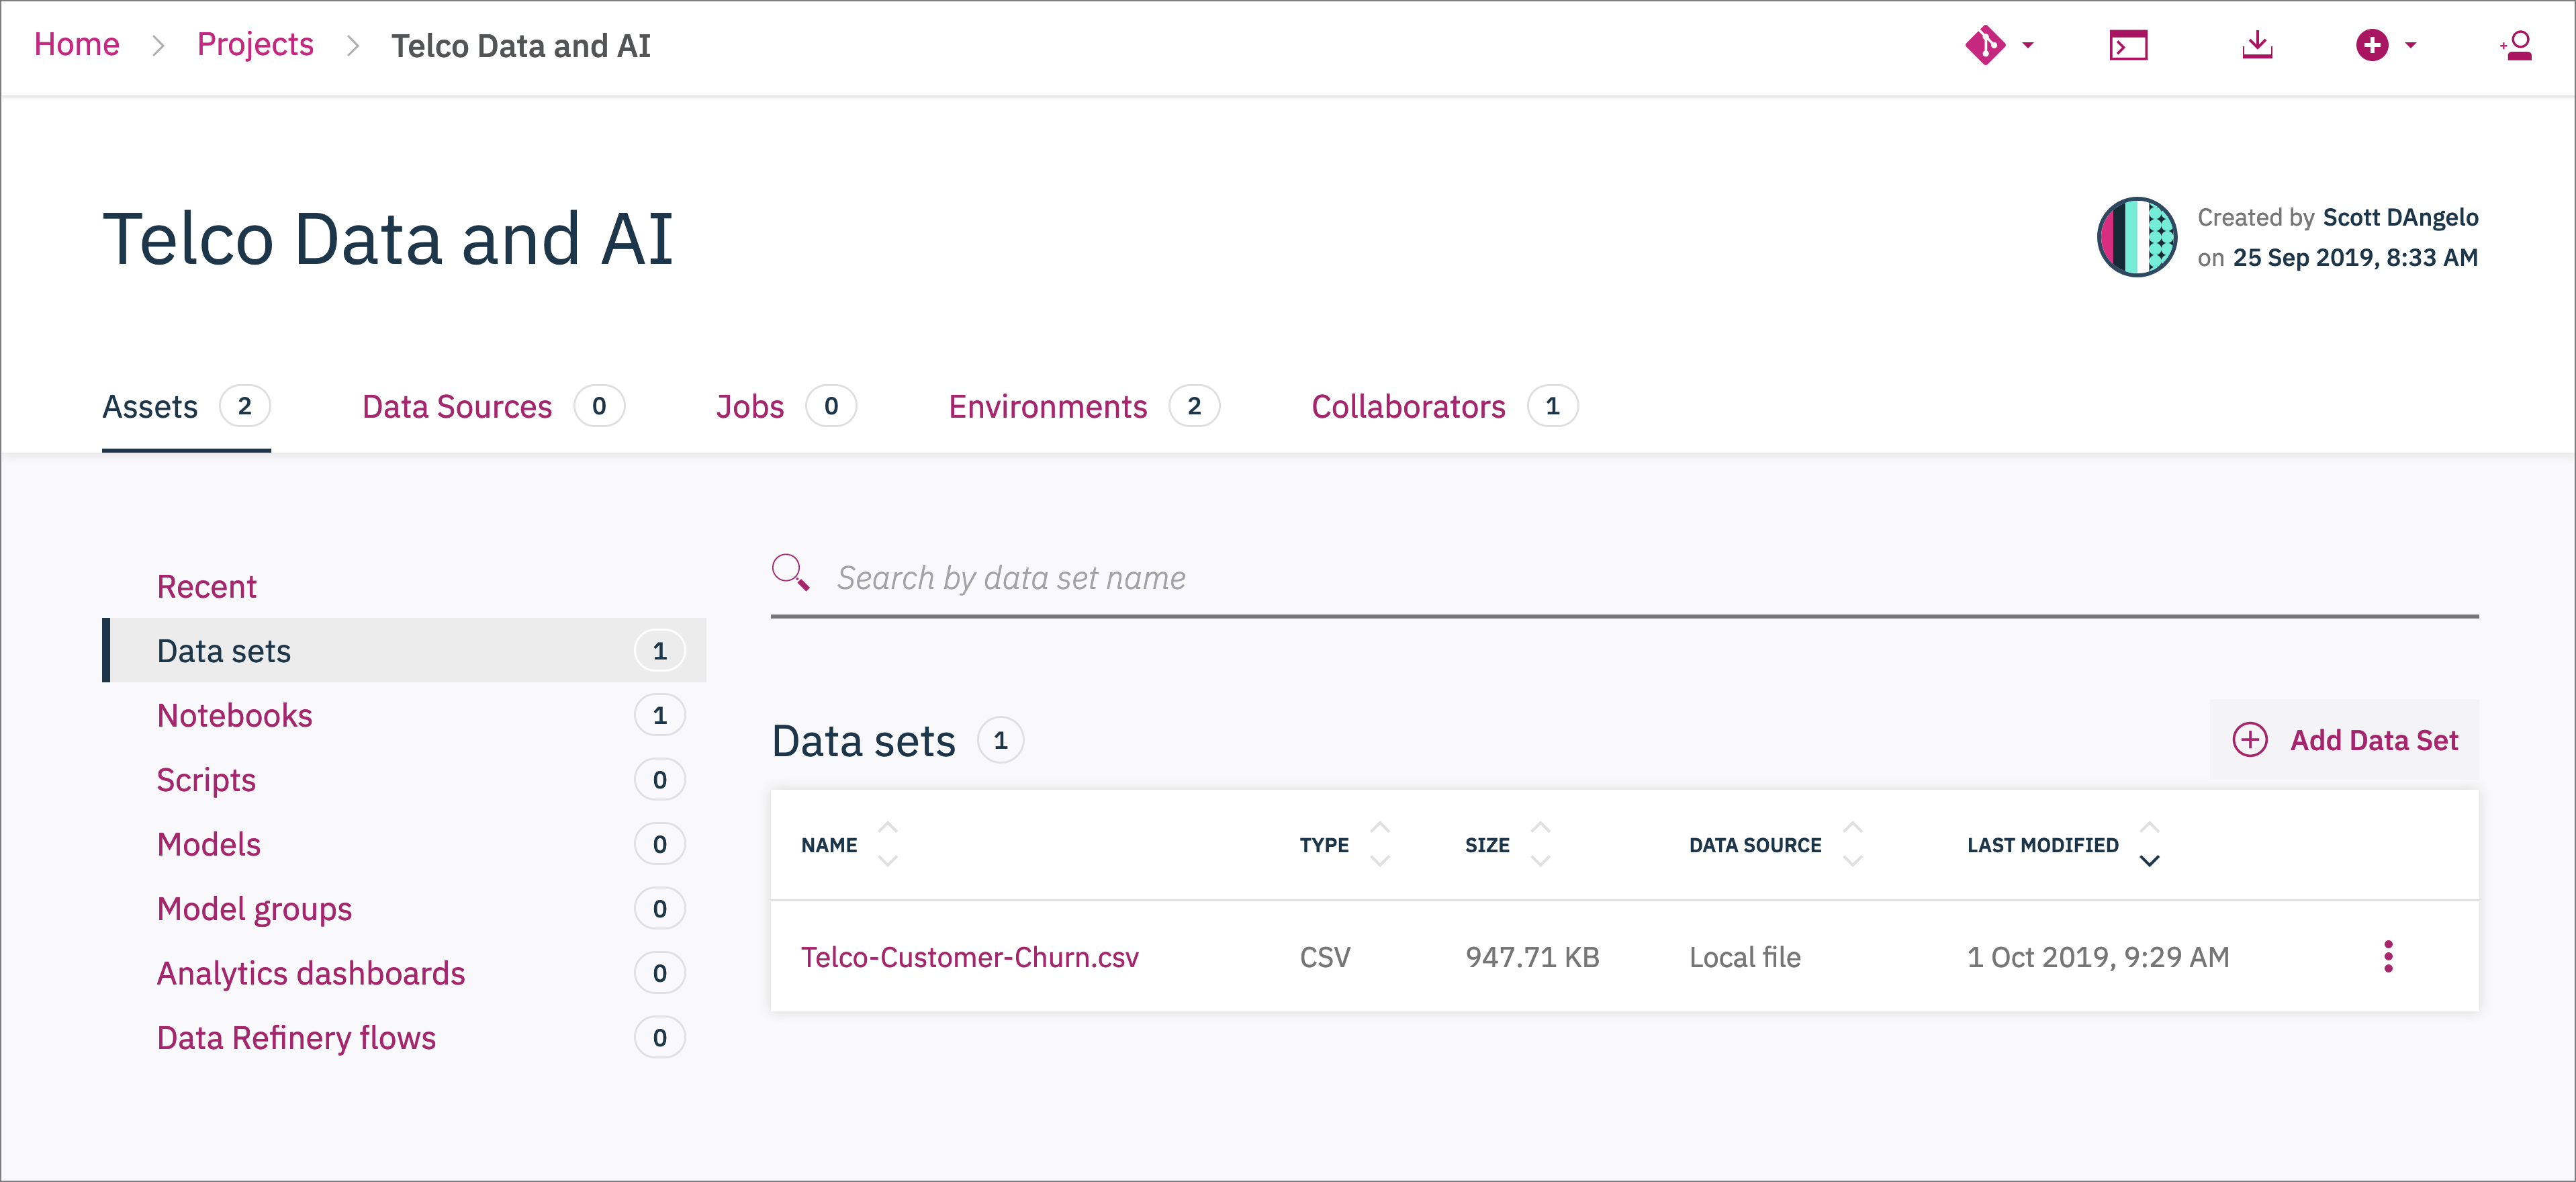 Home Projects Telco Data and AI
Telco Data and AI
Created by Scott DAngelo
on 25 Sep 2019, 8:33 AM
Assets 2 Data Sources 0 Jobs 0 Environments 2 Collaborators 1
Recent
Data sets 1
Notebooks 1
Scripts 0
Models 0
Model groups 0
Analytics dashboards 0
Data Refinery flows 0
Search by data set name
Data sets 1
Add Data Set
NAME TYPE SIZE DATA SOURCE LAST MODIFIED
Telco-Customer-Churn.csv CSV 947.71 KB Local file 1 Oct 2019, 9:29 AM